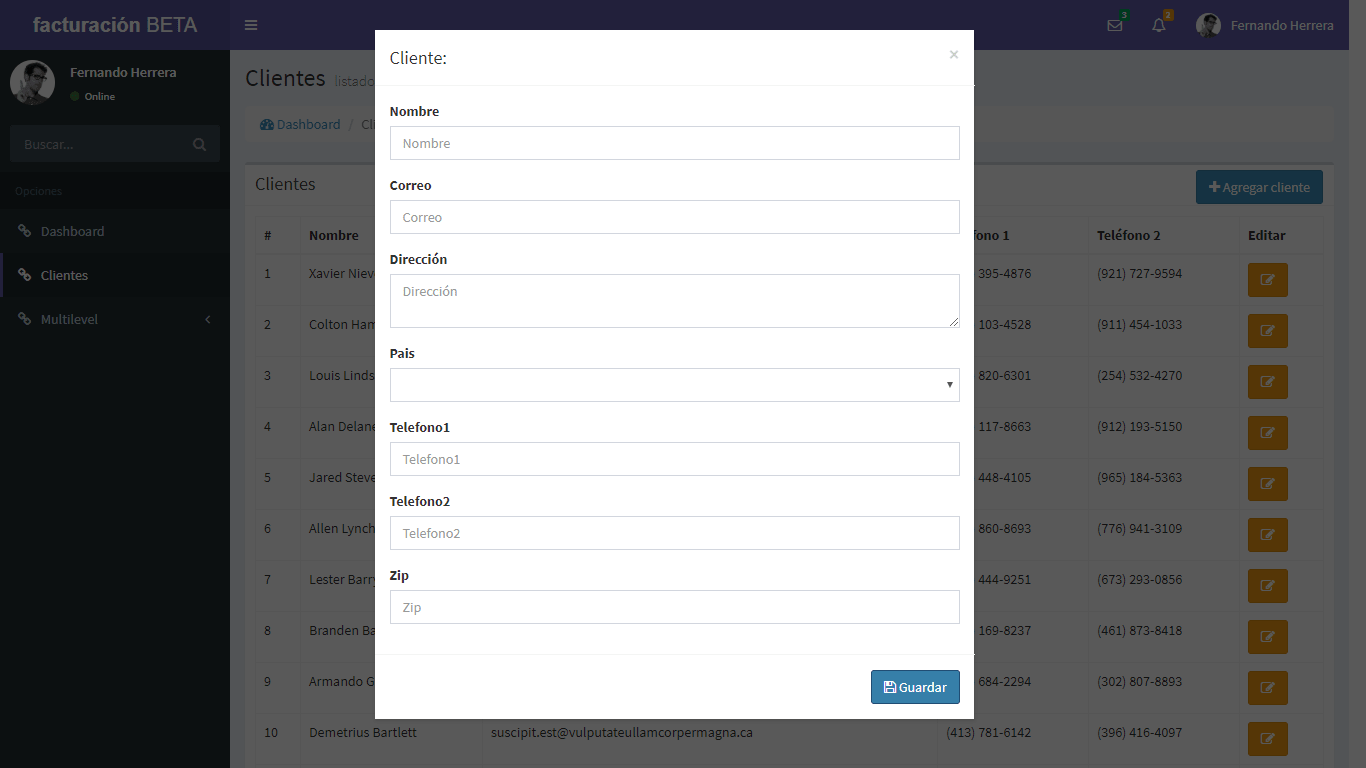 facturación BETA
3
2
Fernando Herrera
Fernando Herrera
Online
Buscar...
Opciones
Dashboard
Clientes
Multilevel
Clientes listado
Dashboard /
Clientes
Agregar cliente
Cliente: ×
Nombre
Nombre
Correo
Correo
Dirección
Dirección
Pais
Telefono1
Telefono1
Telefono2
Telefono2
Zip
Zip
Guardar
# Nombre fono 1 Teléfono 2 Editar
1 Xavier Niev 395-4876 (921) 727-9594
2 Colton Ham 103-4528 (911) 454-1033
3 Louis Linds 820-6301 (254) 532-4270
4 Alan Delane 117-8663 (912) 193-5150
5 Jared Steve 448-4105 (965) 184-5363
6 Allen Lynch 860-8693 (776) 941-3109
7 Lester Barry 444-9251 (673) 293-0856
8 Branden Ba 169-8237 (461) 873-8418
9 Armando G 684-2294 (302) 807-8893
10 Demetrius Bartlett suscipit.est@vulputateullamcorpermagna.ca (413) 781-6142 (396) 416-4097